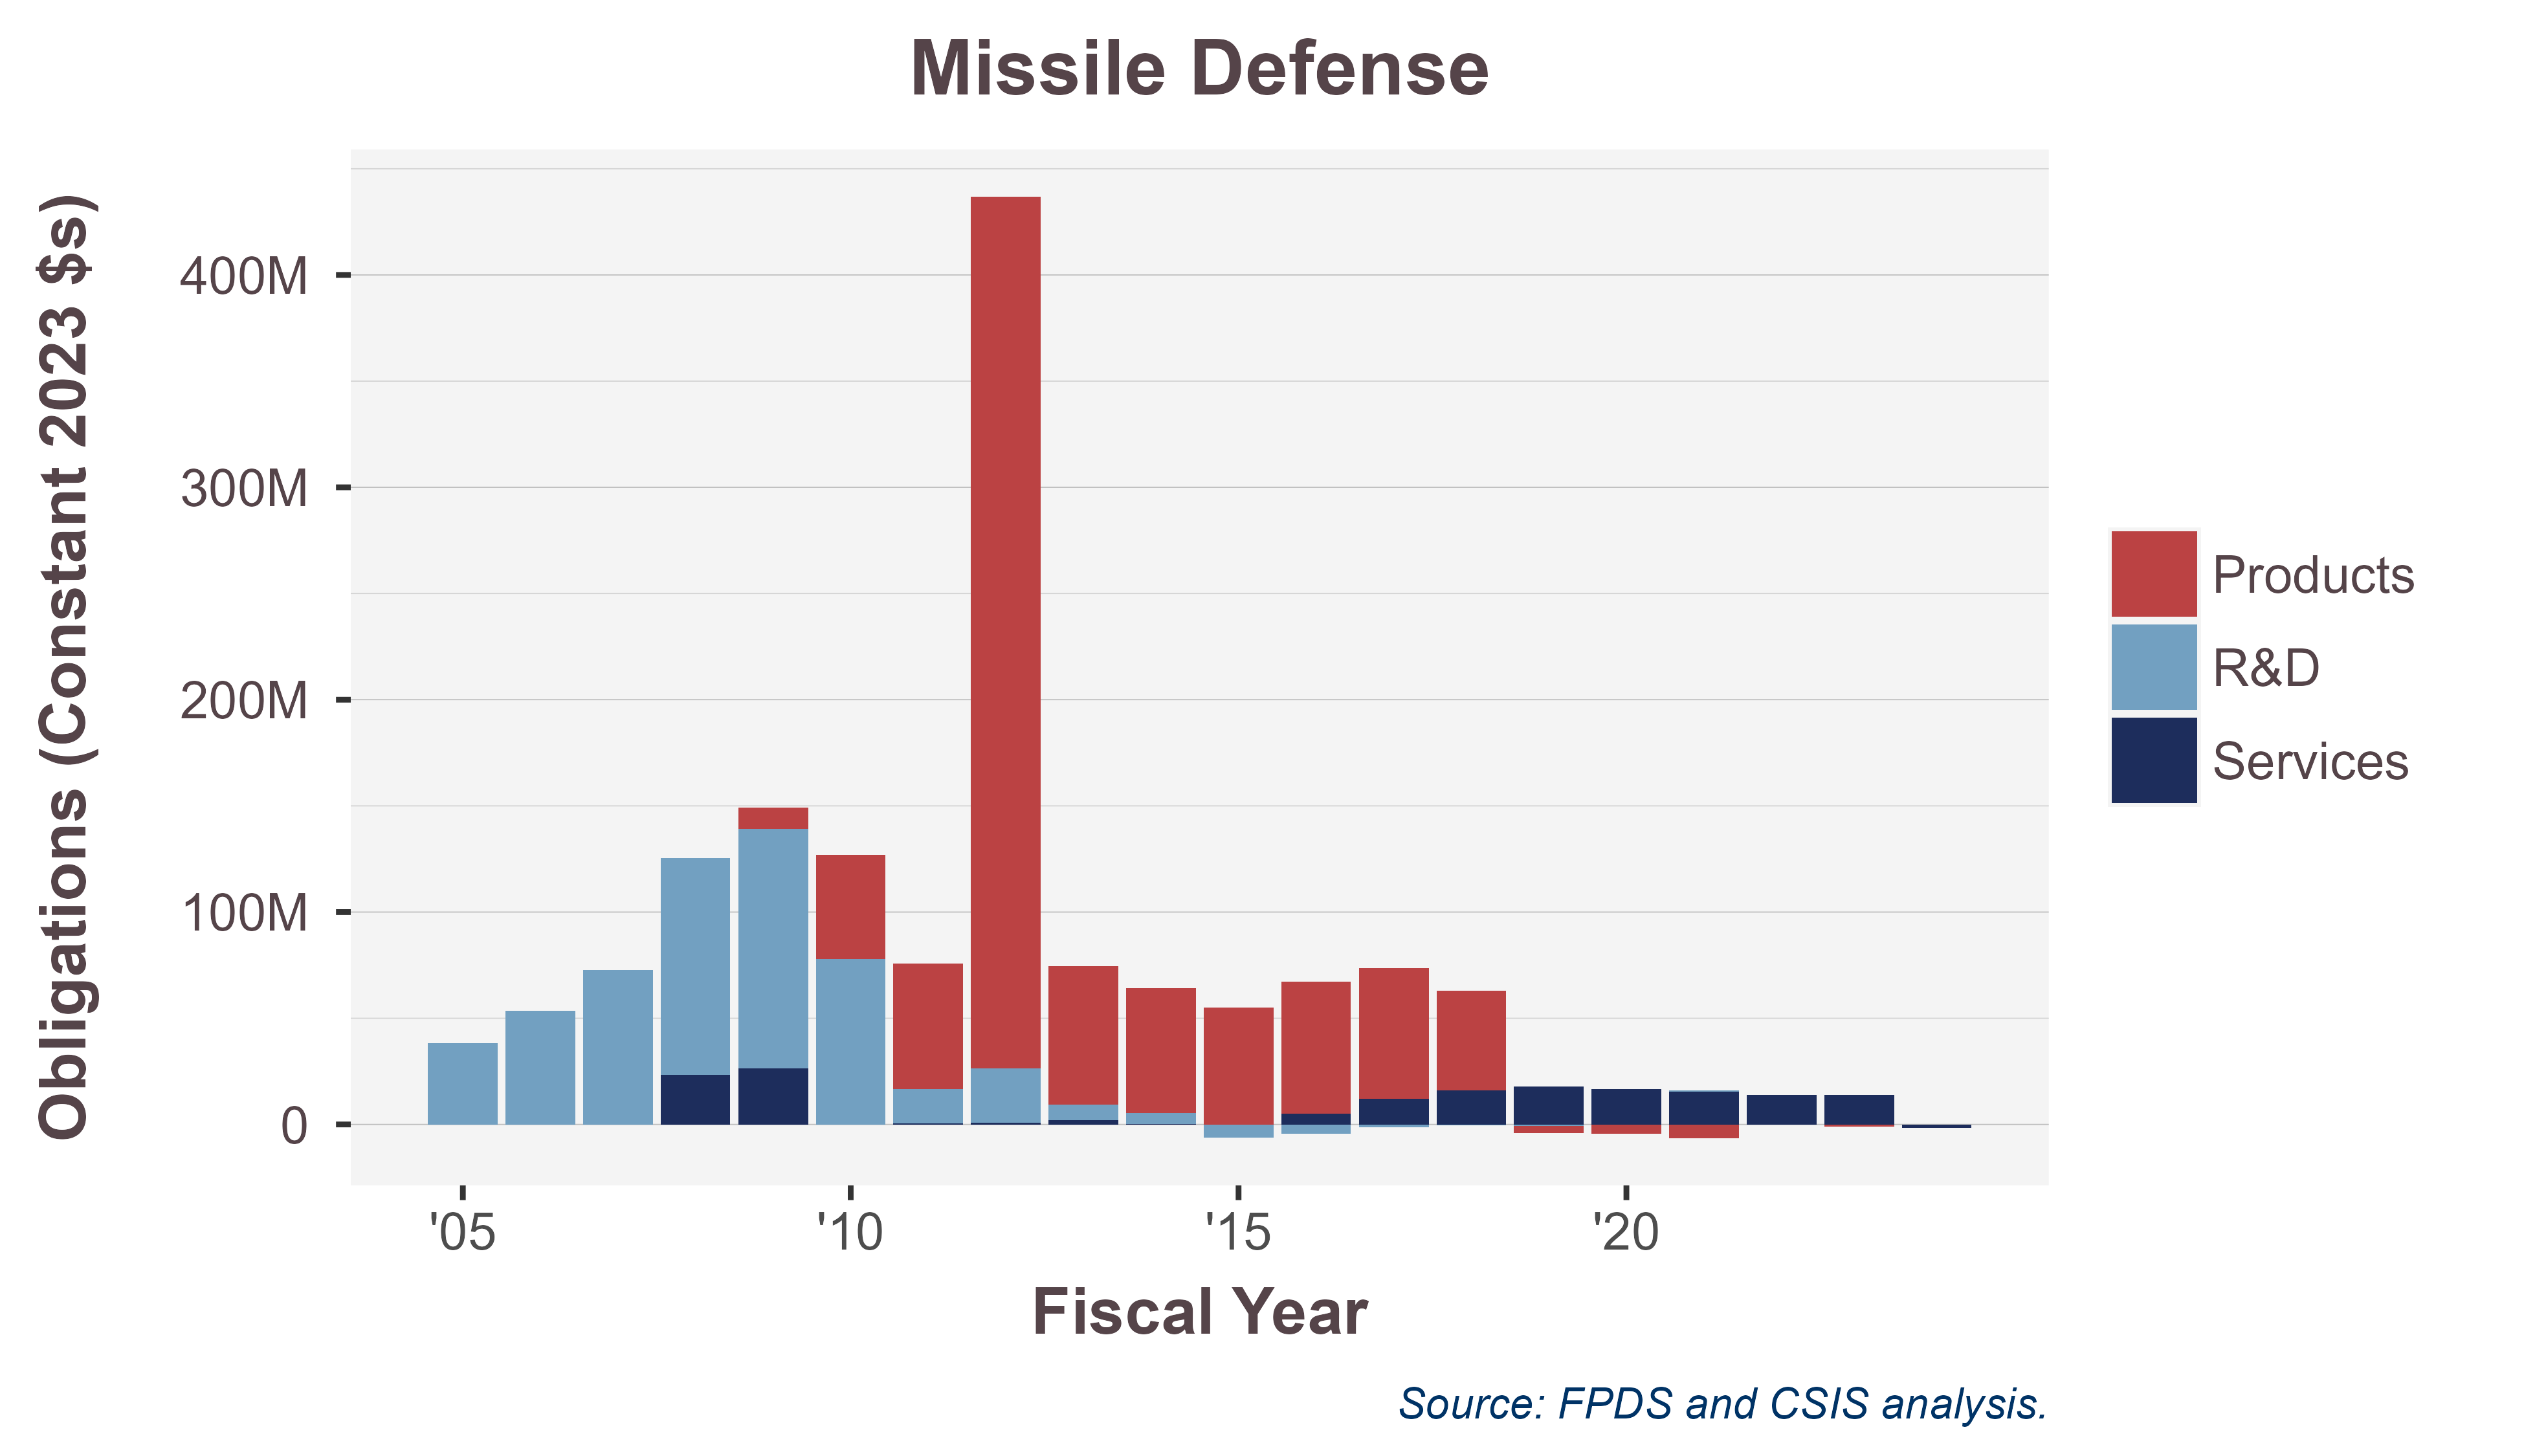 Missile Defense
Obligations (Constant 2023 $s)
400M
300M
200M
100M
0
'05
'10
'15
'20
Fiscal Year
Products
R&D
Services
Source: FPDS and CSIS analysis.